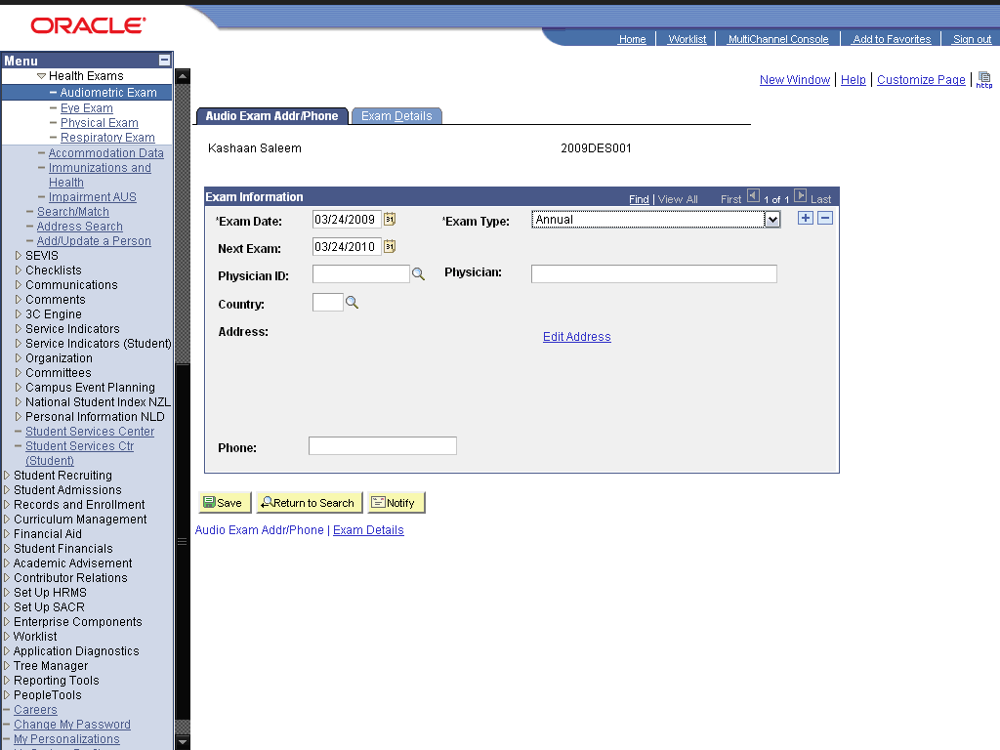 ORACLE
Home
Worklist
MultiChannel Console
Add to Favorites
Sign out
Menu
Health Exams
Audiometric Exam
Eye Exam
Physical Exam
Respiratory Exam
Accommodation Data
Immunizations and
Health
Impairment AUS
Search/Match
Address Search
Add/Update a Person
SEVIS
Checklists
Communications
Comments
3C Engine
Service Indicators
Service Indicators (Student)
Organization
Committees
Campus Event Planning
National Student Index NZL
Personal Information NLD
Student Services Center
Student Services Ctr
(Student)
Student Recruiting
Student Admissions
Records and Enrollment
Curriculum Management
Financial Aid
Student Financials
Academic Advisement
Contributor Relations
Set Up HRMS
Set Up SACR
Enterprise Components
Worklist
Application Diagnostics
Tree Manager
Reporting Tools
PeopleTools
Careers
Change My Password
My Personalizations
New Window | Help | Customize Page | http
Audio Exam Addr/Phone
Exam Details
Kashaan Saleem 2009DES001
Exam Information Find | View All First 1 of 1 Last
*Exam Date: 03/24/2009 31 *Exam Type: Annual
Next Exam: 03/24/2010 31
Physician ID: Physician:
Country:
Address: Edit Address
Phone:
Save Return to Search Notify
Audio Exam Addr/Phone | Exam Details